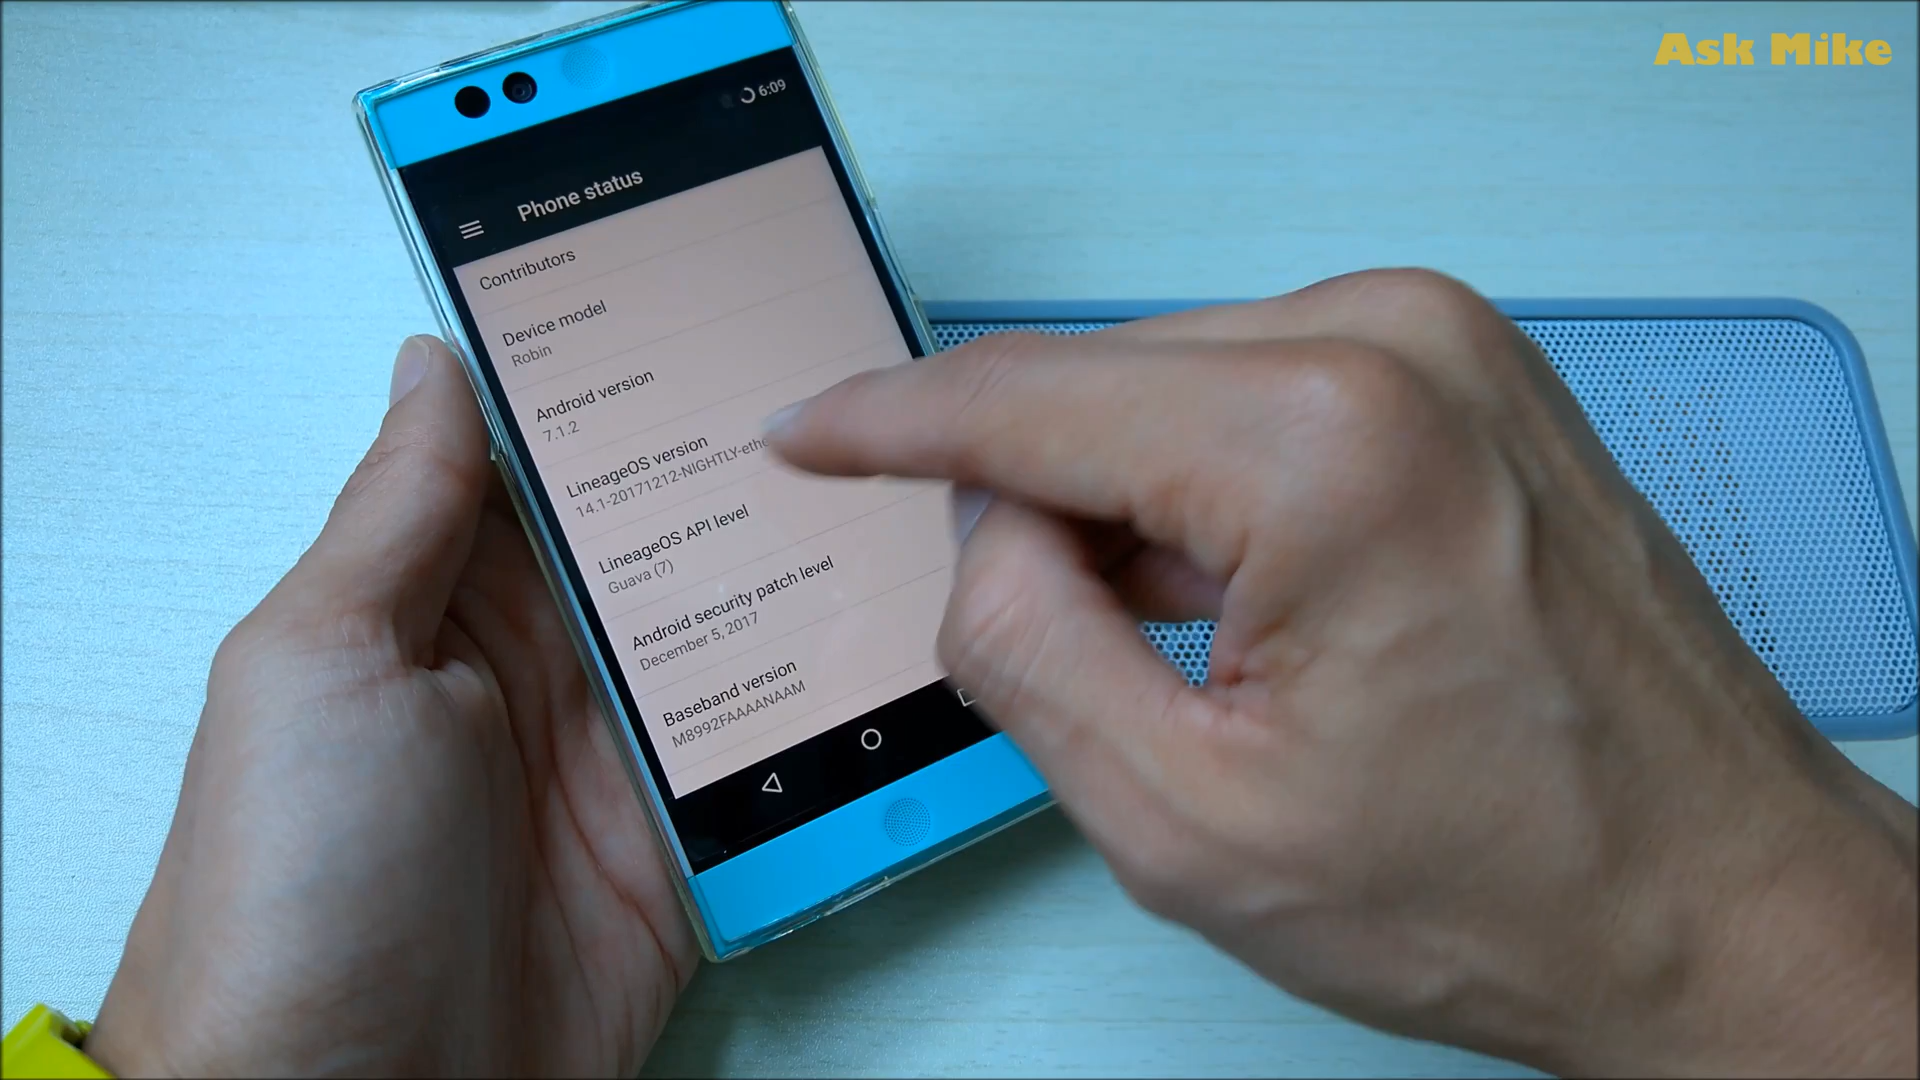 Ask Mike
6:09
Phone status
Contributors
Device model
Robin
Android version
7.1.2
LineageOS version
14.1-20171212-NIGHTLY-ethe
LineageOS API level
Guava (7)
Android security patch level
December 5, 2017
Baseband version
M8992FAAAANAAM